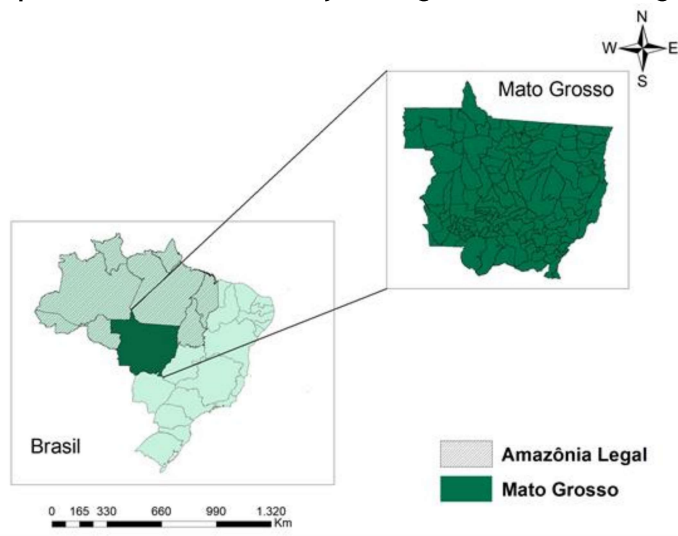 N
W E
S
Mato Grosso
Brasil
Amazônia Legal
Mato Grosso
0 165 330 660 990 1.320
Km